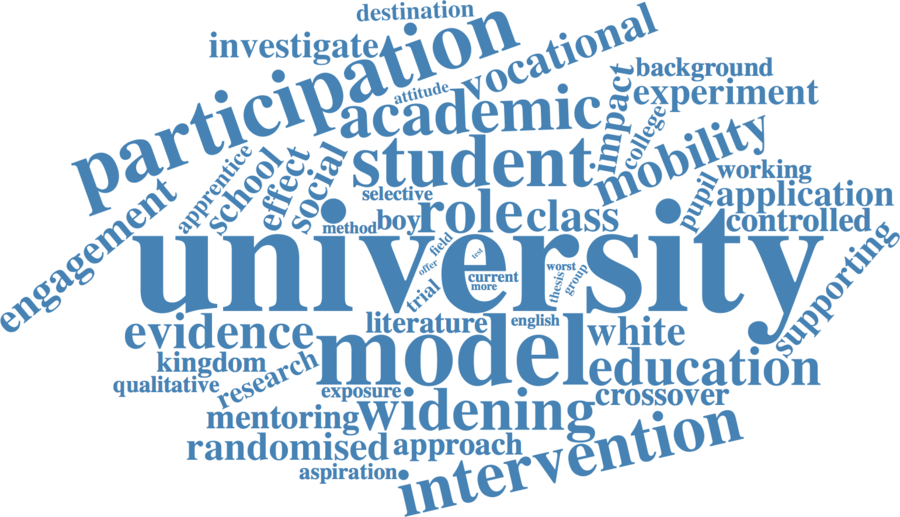 destination
investigate
participation
vocational
attitude
academic
background
experiment
impact
college
student
mobility
apprentice
school
effect
social
selective
working
pupil
application
engagement
method
boy
role
class
controlled
university
field
offer
test
current
more
worst
thesis
group
trial
supporting
evidence
literature
english
white
model
kingdom
education
qualitative
research
exposure
crossover
mentoring
widening
randomised
approach
intervention
aspiration